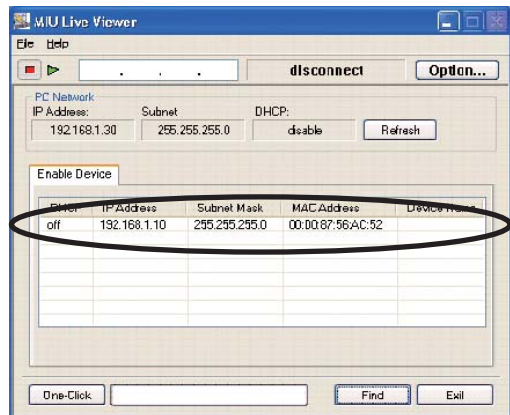 MIU Live Viewer
File Help
. . . disconnect Option...
PC Network
IP Address: Subnet DHCP:
192.168.1.30 255.255.255.0 disable Refresh
Enable Device
DHCP IP Address Subnet Mask MAC Address Device Name
off 192.168.1.10 255.255.255.0 00:D0:87:56:AC:52
One-Click Find Exit